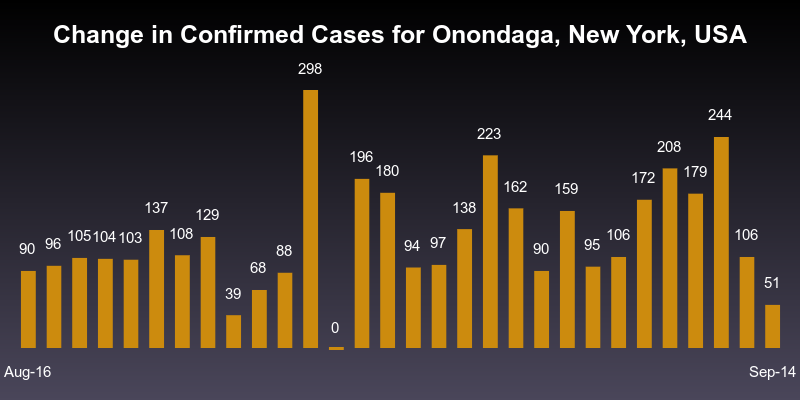 Change in Confirmed Cases for Onondaga, New York, USA
90 96 105 104 103 137 108 129 39 68 88 298 0 196 180 94 97 138 223 162 90 159 95 106 172 208 179 244 106 51
Aug-16 Sep-14